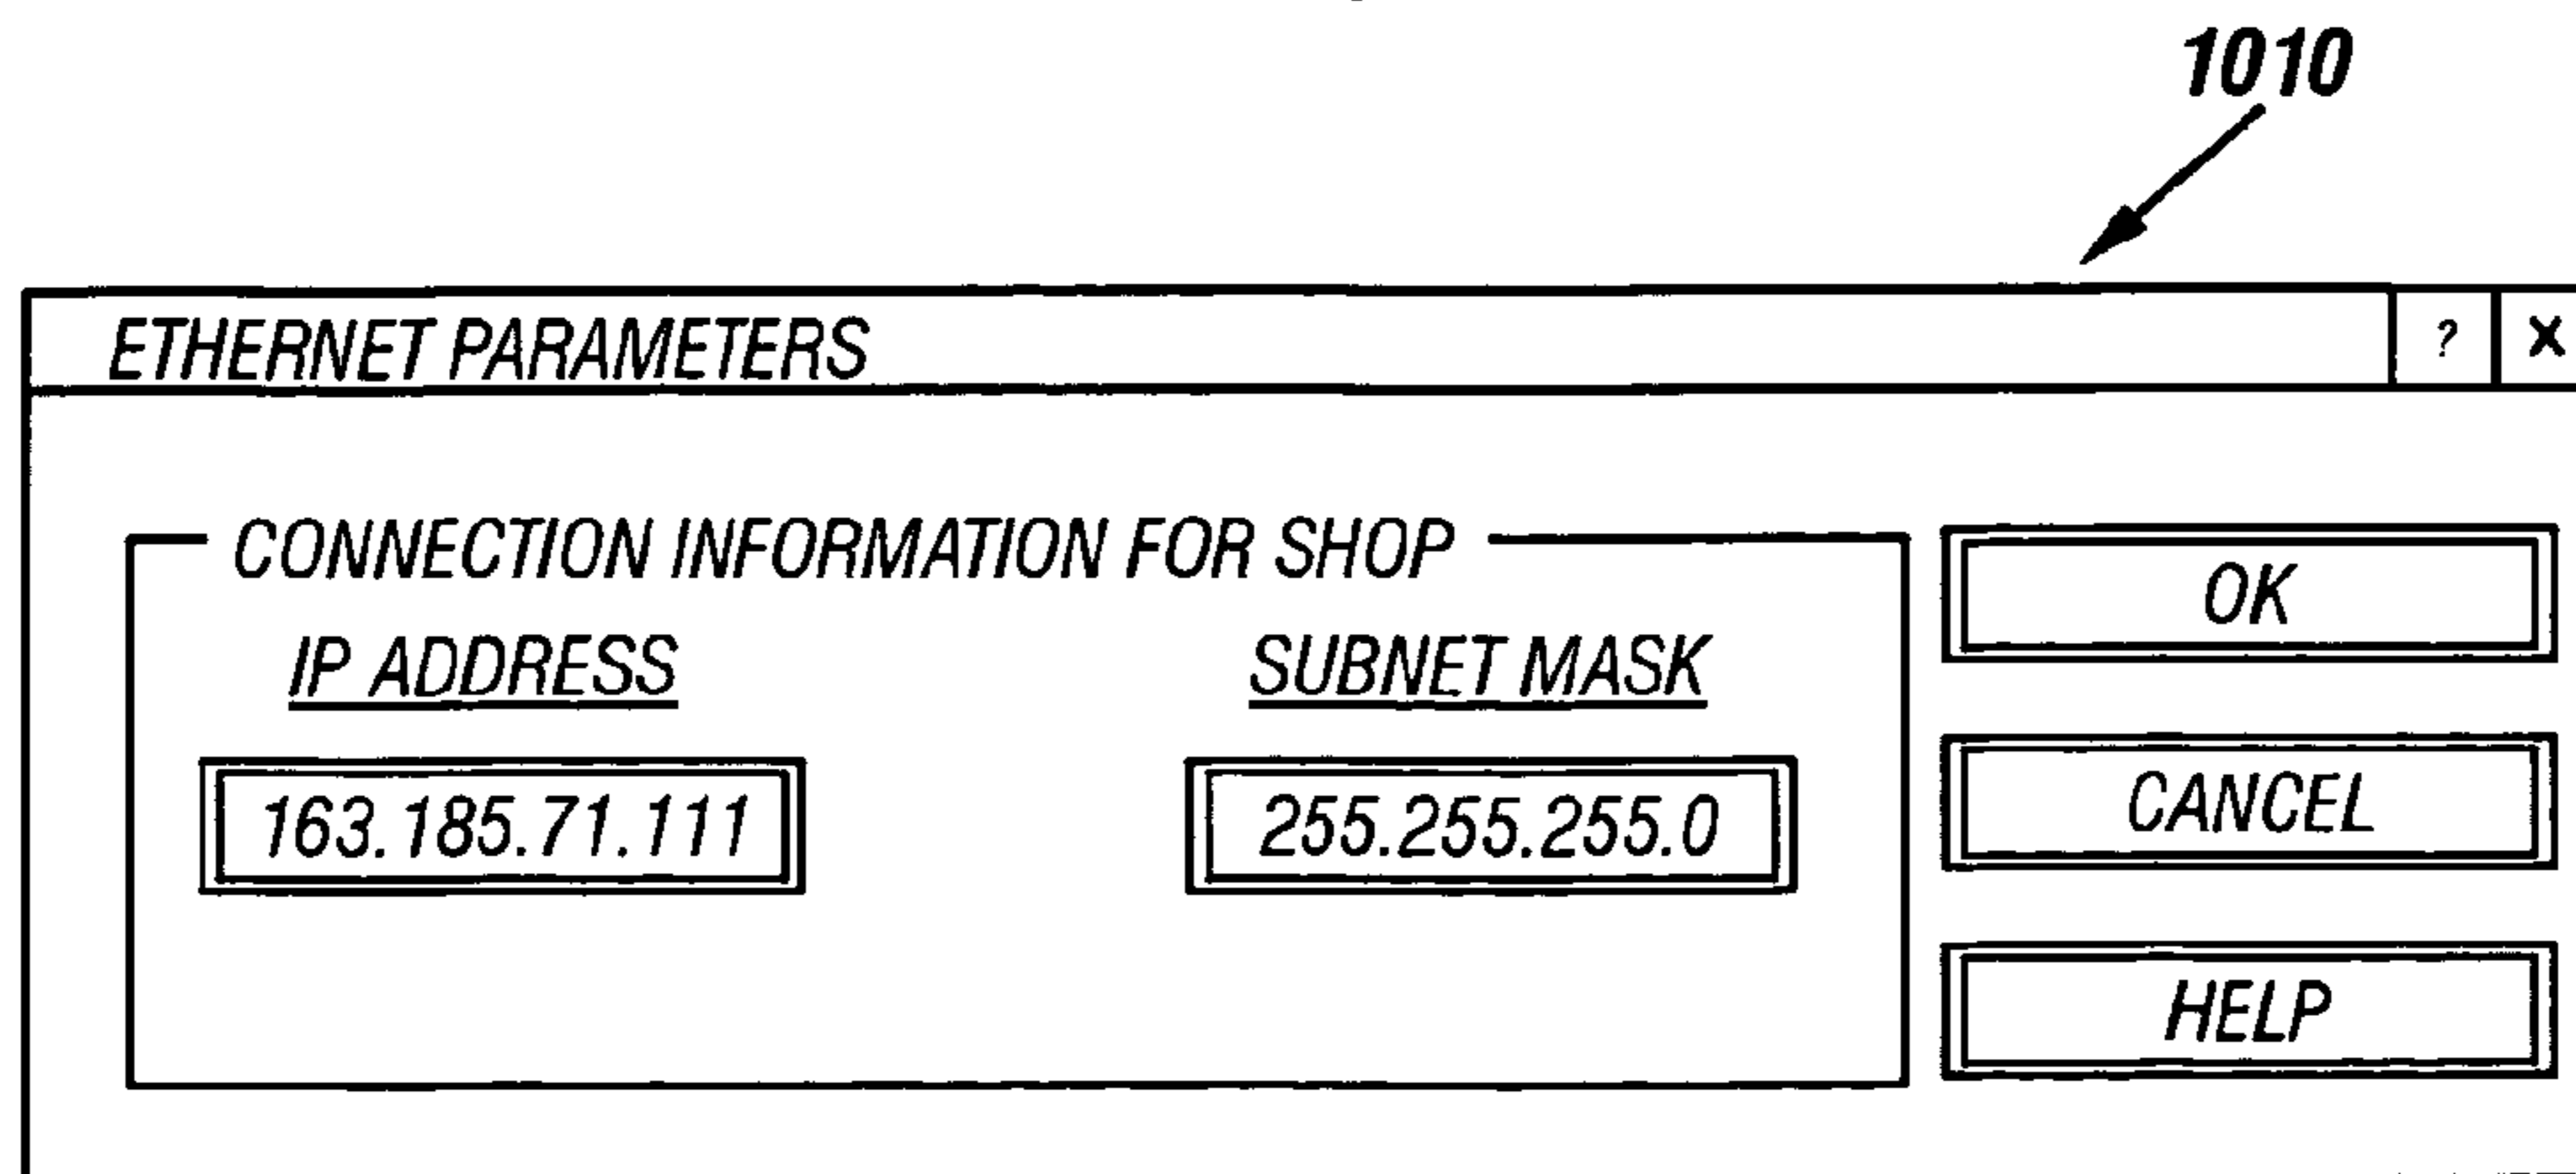 1010
ETHERNET PARAMETERS ? X
CONNECTION INFORMATION FOR SHOP
IP ADDRESS SUBNET MASK
163.185.71.111 255.255.255.0
OK
CANCEL
HELP